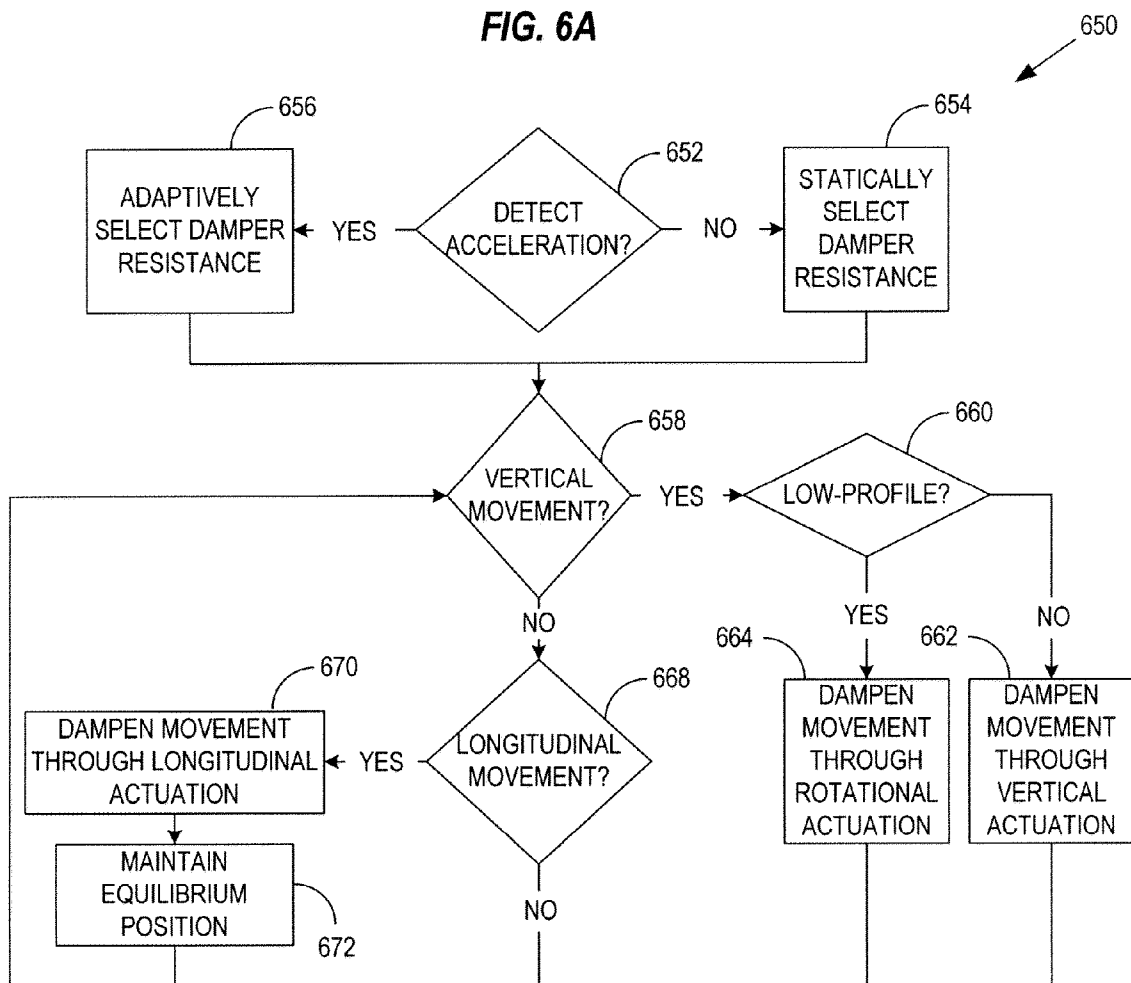 FIG. 6A
650
656
654
652
ADAPTIVELY
SELECT DAMPER
RESISTANCE
YES
DETECT
ACCELERATION?
NO
STATICALLY
SELECT
DAMPER
RESISTANCE
658
660
VERTICAL
MOVEMENT?
YES
LOW-PROFILE?
NO
YES
NO
670
668
664
662
DAMPEN MOVEMENT
THROUGH LONGITUDINAL
ACTUATION
YES
LONGITUDINAL
MOVEMENT?
DAMPEN
MOVEMENT
THROUGH
ROTATIONAL
ACTUATION
DAMPEN
MOVEMENT
THROUGH
VERTICAL
ACTUATION
MAINTAIN
EQUILIBRIUM
POSITION
672
NO